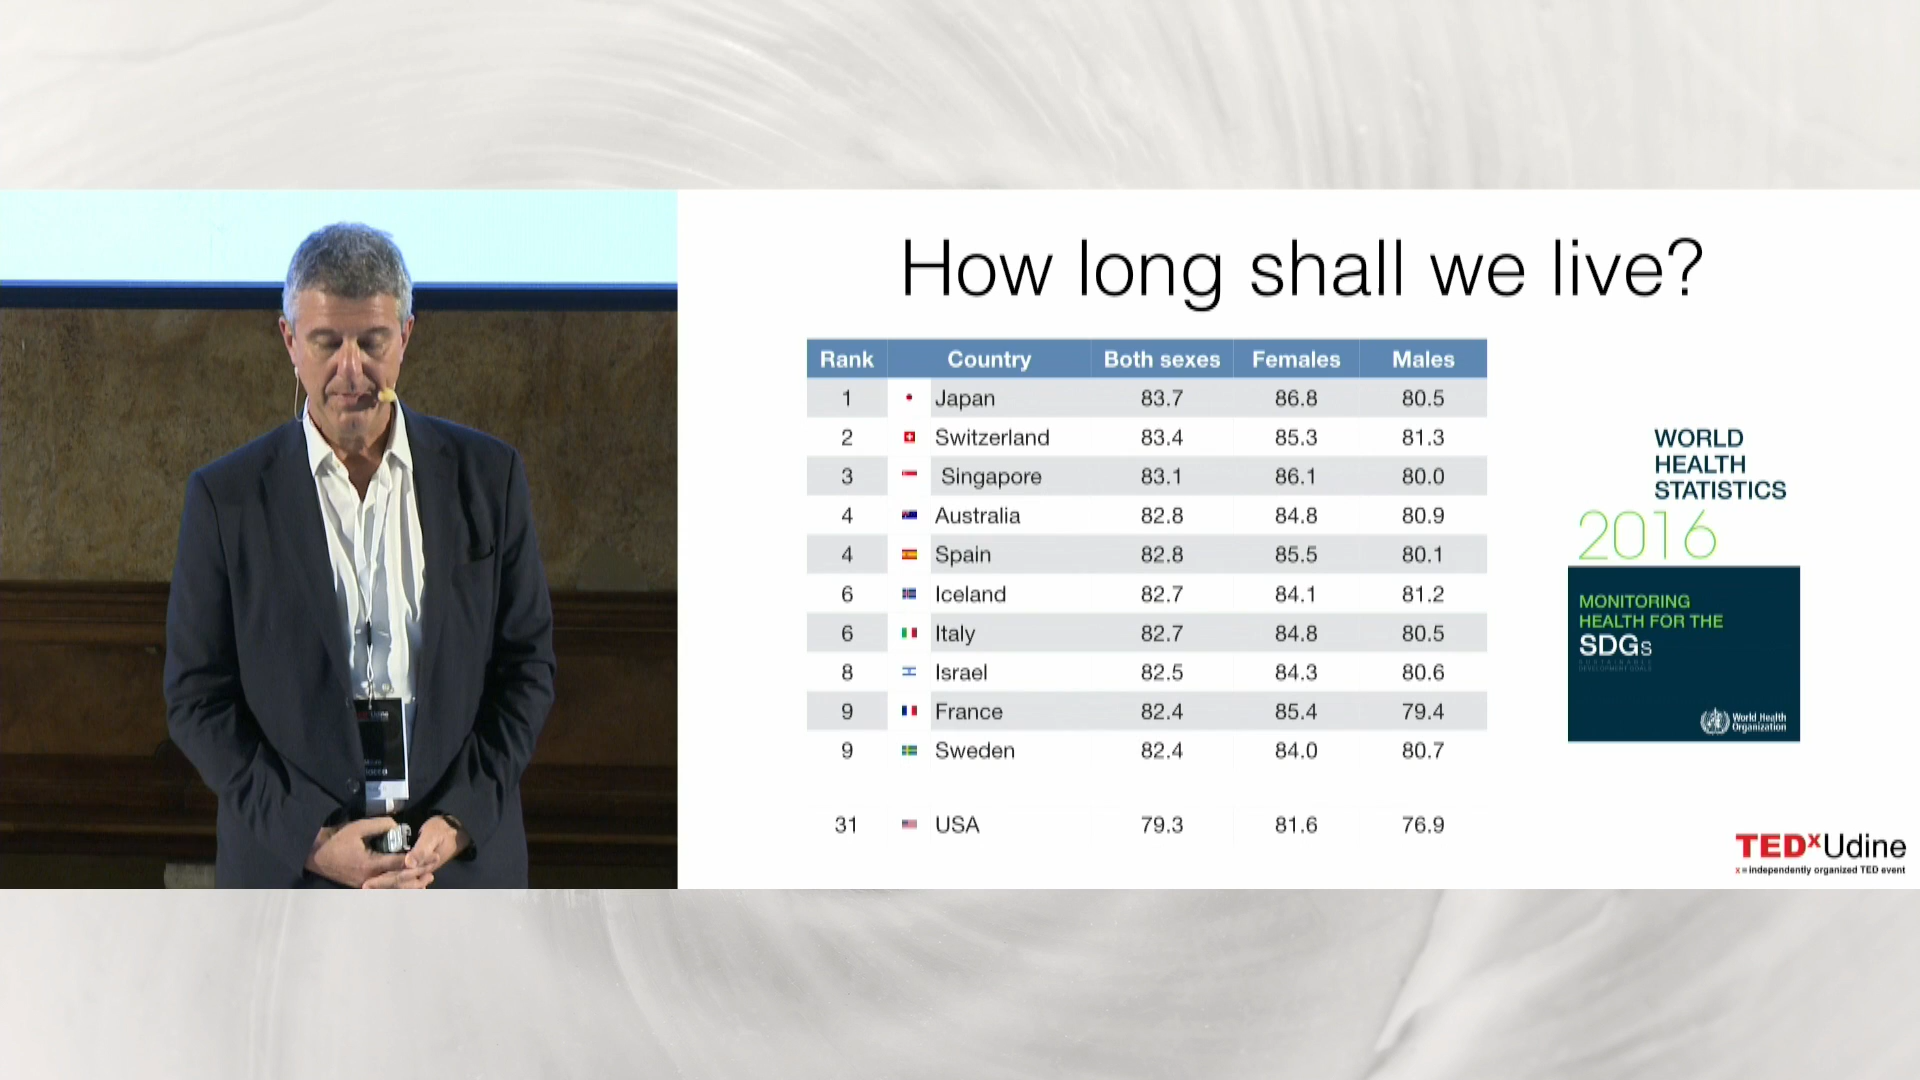 How long shall we live?
Rank Country Both sexes Females Males
1 Japan 83.7 86.8 80.5
2 Switzerland 83.4 85.3 81.3
3 Singapore 83.1 86.1 80.0
4 Australia 82.8 84.8 80.9
4 Spain 82.8 85.5 80.1
6 Iceland 82.7 84.1 81.2
6 Italy 82.7 84.8 80.5
8 Israel 82.5 84.3 80.6
9 France 82.4 85.4 79.4
9 Sweden 82.4 84.0 80.7
31 USA 79.3 81.6 76.9
WORLD
HEALTH
STATISTICS
2016
MONITORING
HEALTH FOR THE
SDGs
SUSTAINABLE
DEVELOPMENT GOALS
World Health
Organization
TEDxUdine
x = independently organized TED event